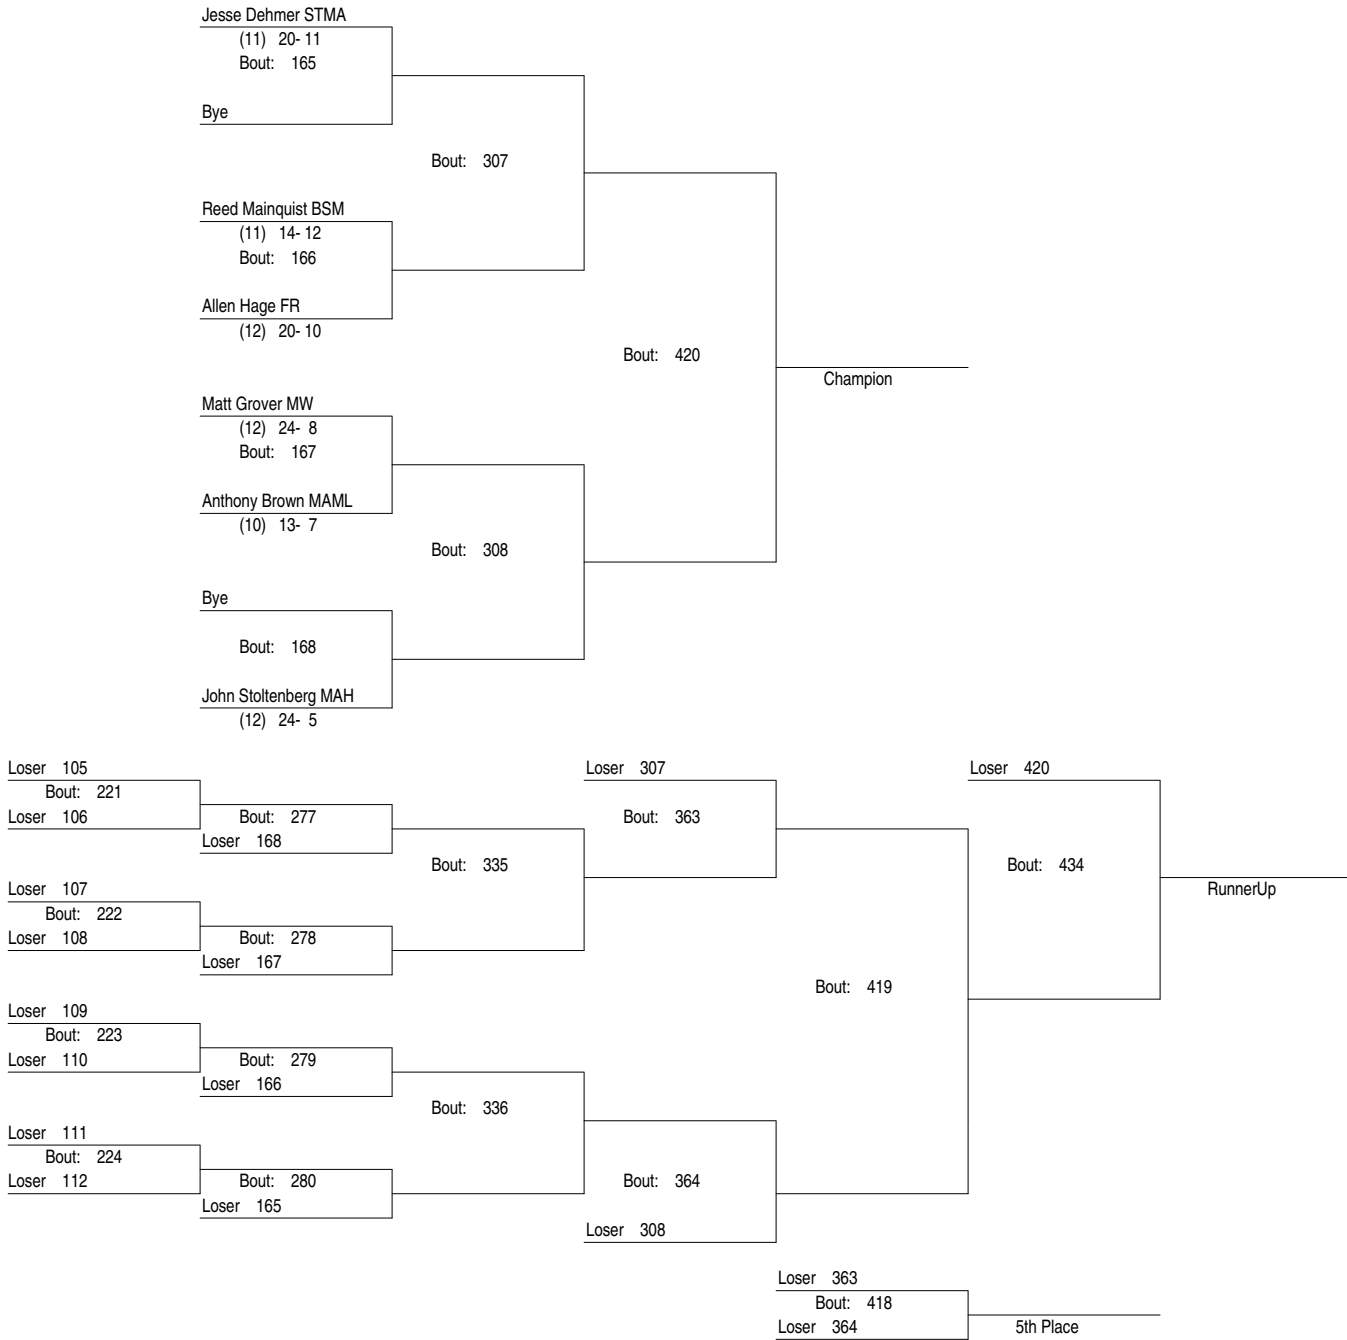 Jesse Dehmer STMA
(11) 20- 11
Bout: 165
Bye
Bout: 307
Reed Mainquist BSM
(11) 14- 12
Bout: 166
Allen Hage FR
(12) 20- 10
Bout: 420
Champion
Matt Grover MW
(12) 24- 8
Bout: 167
Anthony Brown MAML
(10) 13- 7
Bout: 308
Bye
Bout: 168
John Stoltenberg MAH
(12) 24- 5
Loser 105
Bout: 221
Loser 106
Bout: 277
Loser 168
Bout: 335
Loser 107
Bout: 222
Loser 108
Bout: 278
Loser 167
Loser 307
Bout: 363
Loser 420
Bout: 434
RunnerUp
Bout: 419
Loser 109
Bout: 223
Loser 110
Bout: 279
Loser 166
Bout: 336
Loser 111
Bout: 224
Loser 112
Bout: 280
Loser 165
Bout: 364
Loser 308
Loser 363
Bout: 418
Loser 364
5th Place